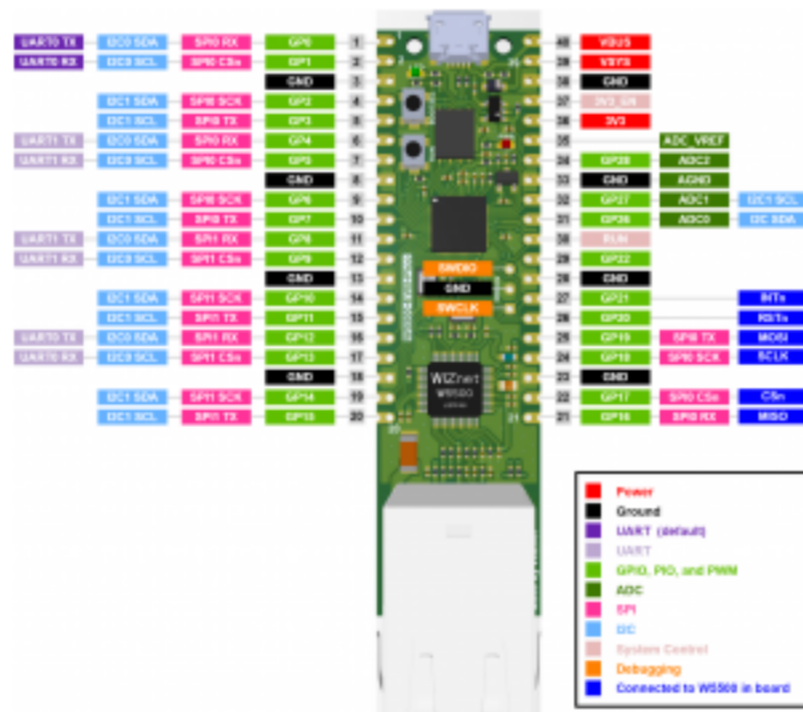 UART0 TX I2C0 SDA SPI0 RX GP0 1 40 VBUS
UART0 RX I2C0 SCL SPI0 CSn GP1 2 39 VSYS
GND 3 38 GND
I2C1 SDA SPI0 SCK GP2 4 37 3V3_EN
I2C1 SCL SPI0 TX GP3 5 36 3V3
UART1 TX I2C0 SDA SPI0 RX GP4 6 35 ADC_VREF
UART1 RX I2C0 SCL SPI0 CSn GP5 7 34 GP28 ADC2
GND 8 33 GND AGND
I2C1 SDA SPI0 SCK GP6 9 32 GP27 ADC1 I2C1 SCL
I2C1 SCL SPI0 TX GP7 10 31 GP26 ADC0 I2C SDA
UART1 TX I2C0 SDA SPI1 RX GP8 11 30 RUN
UART1 RX I2C0 SCL SPI1 CSn GP9 12 29 GP22
GND 13 28 GND
I2C1 SDA SPI1 SCK GP10 14 27 GP21 INTn
I2C1 SCL SPI1 TX GP11 15 26 GP20 RSTn
UART0 TX I2C0 SDA SPI1 RX GP12 16 25 GP19 SPI0 TX MOSI
UART0 RX I2C0 SCL SPI1 CSn GP13 17 24 GP18 SPI0 SCK SCLK
GND 18 23 GND
I2C1 SDA SPI1 SCK GP14 19 22 GP17 SPI0 CSn CSn
I2C1 SCL SPI1 TX GP15 20 21 GP16 SPI0 RX MISO
SWDIO
GND
SWCLK
WIZnet
W5500
Power
Ground
UART (default)
UART
GPIO, PIO, and PWM
ADC
SPI
I2C
System Control
Debugging
Connected to W5500 in board